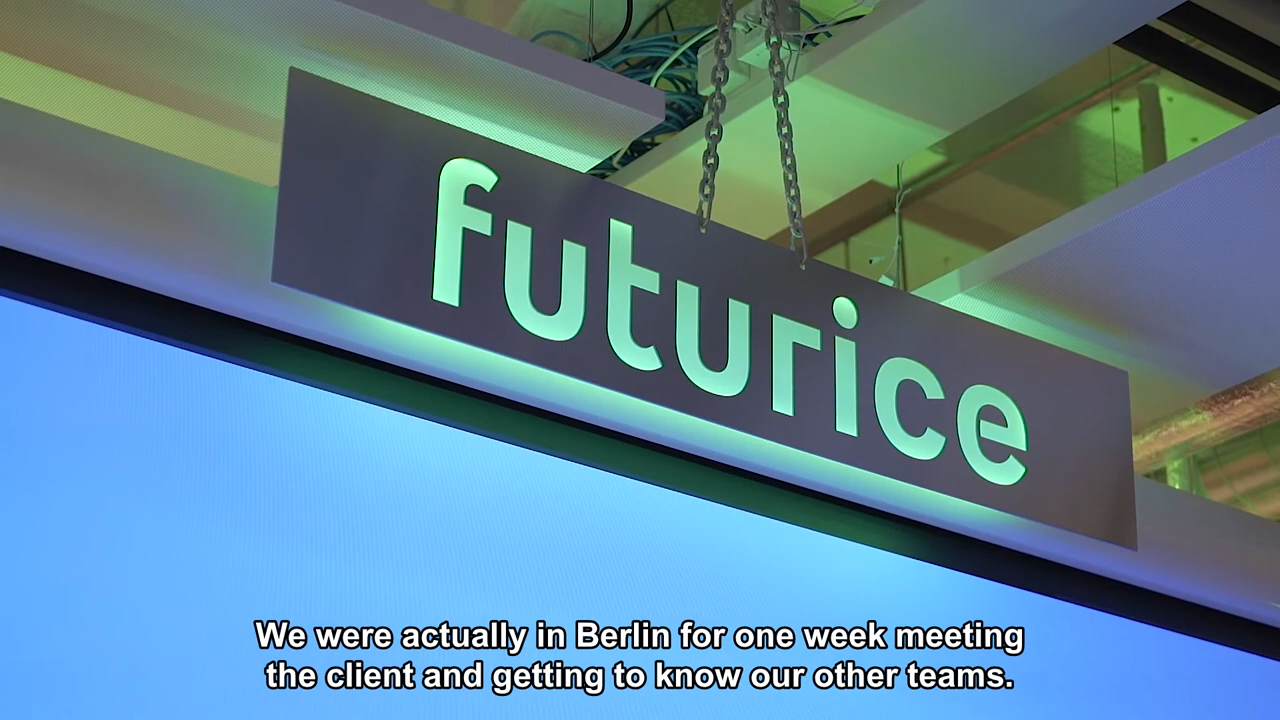 futurice
We were actually in Berlin for one week meeting
the client and getting to know our other teams.